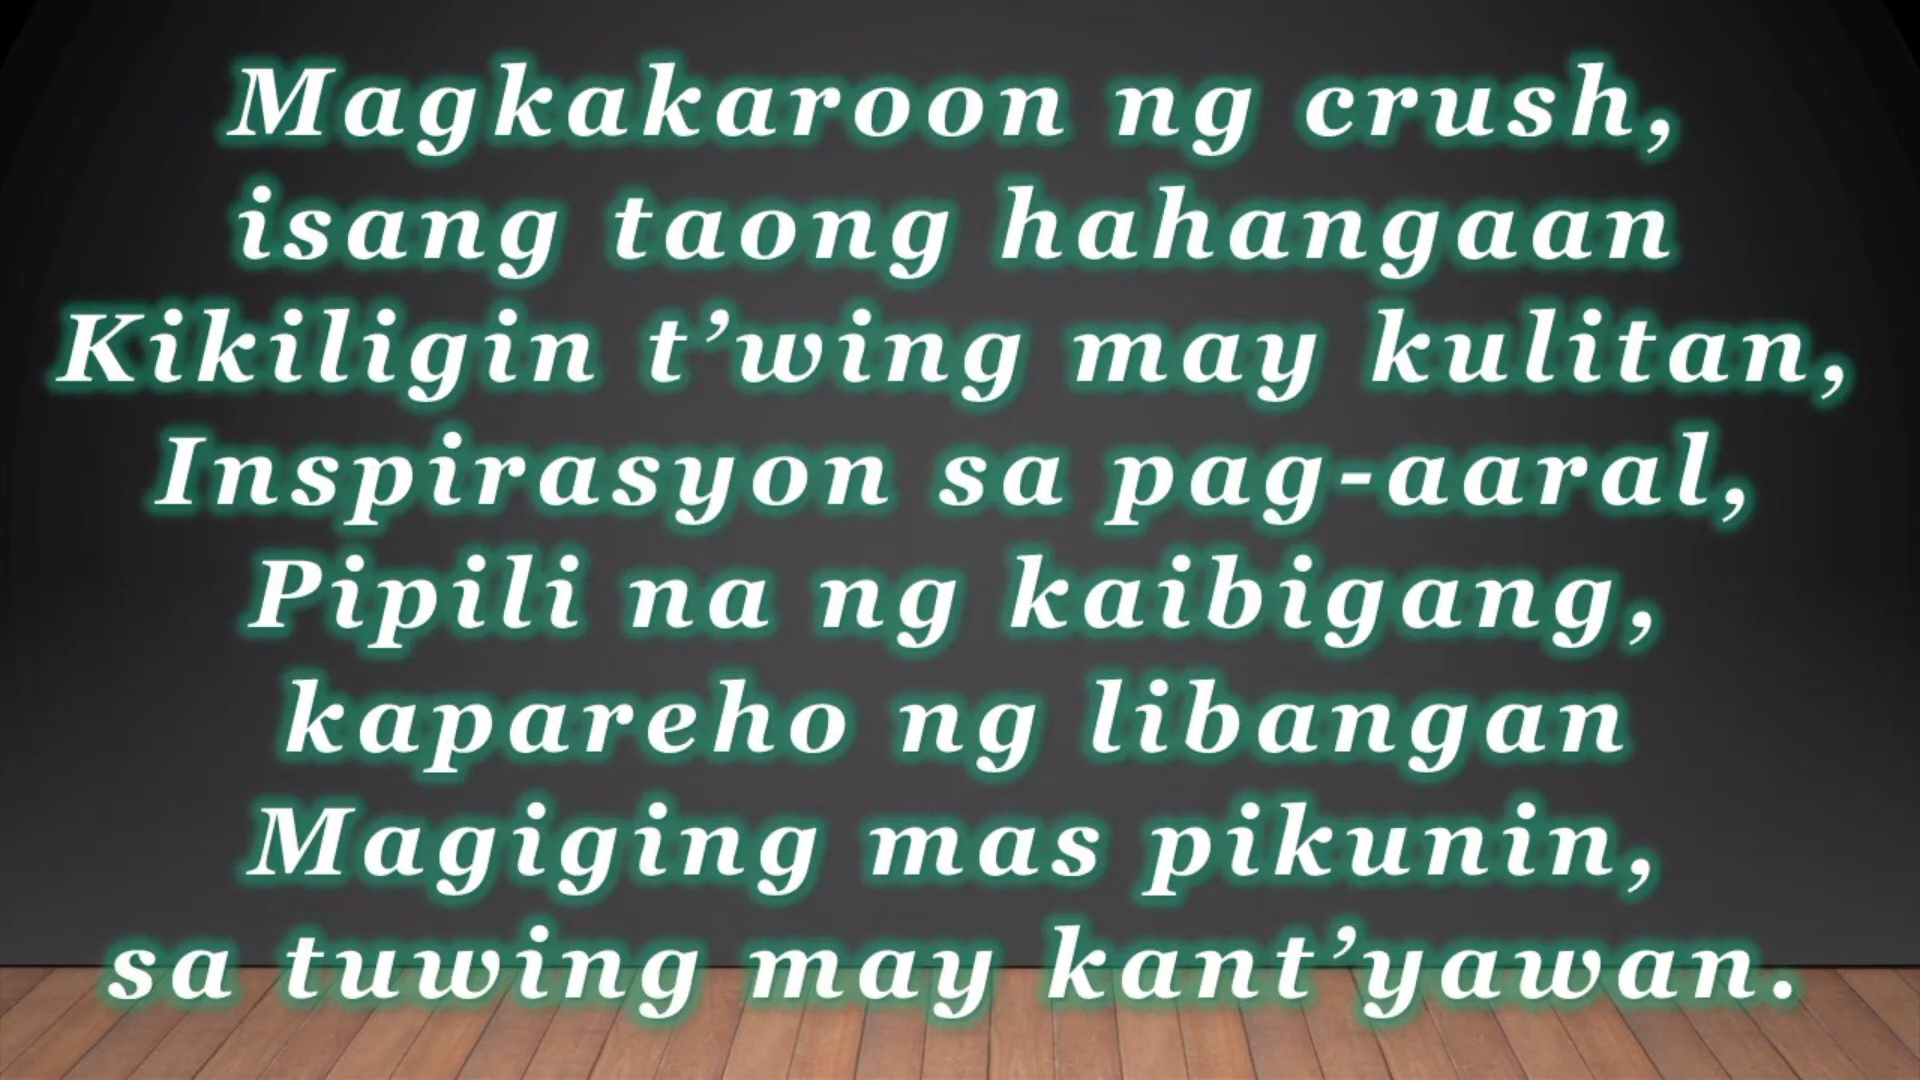 Magkakaroon ng crush,
isang taong hahangaan
Kikiligin t’wing may kulitan,
Inspirasyon sa pag-aaral,
Pipili na ng kaibigang,
kapareho ng libangan
Magiging mas pikunin,
sa tuwing may kant’yawan.